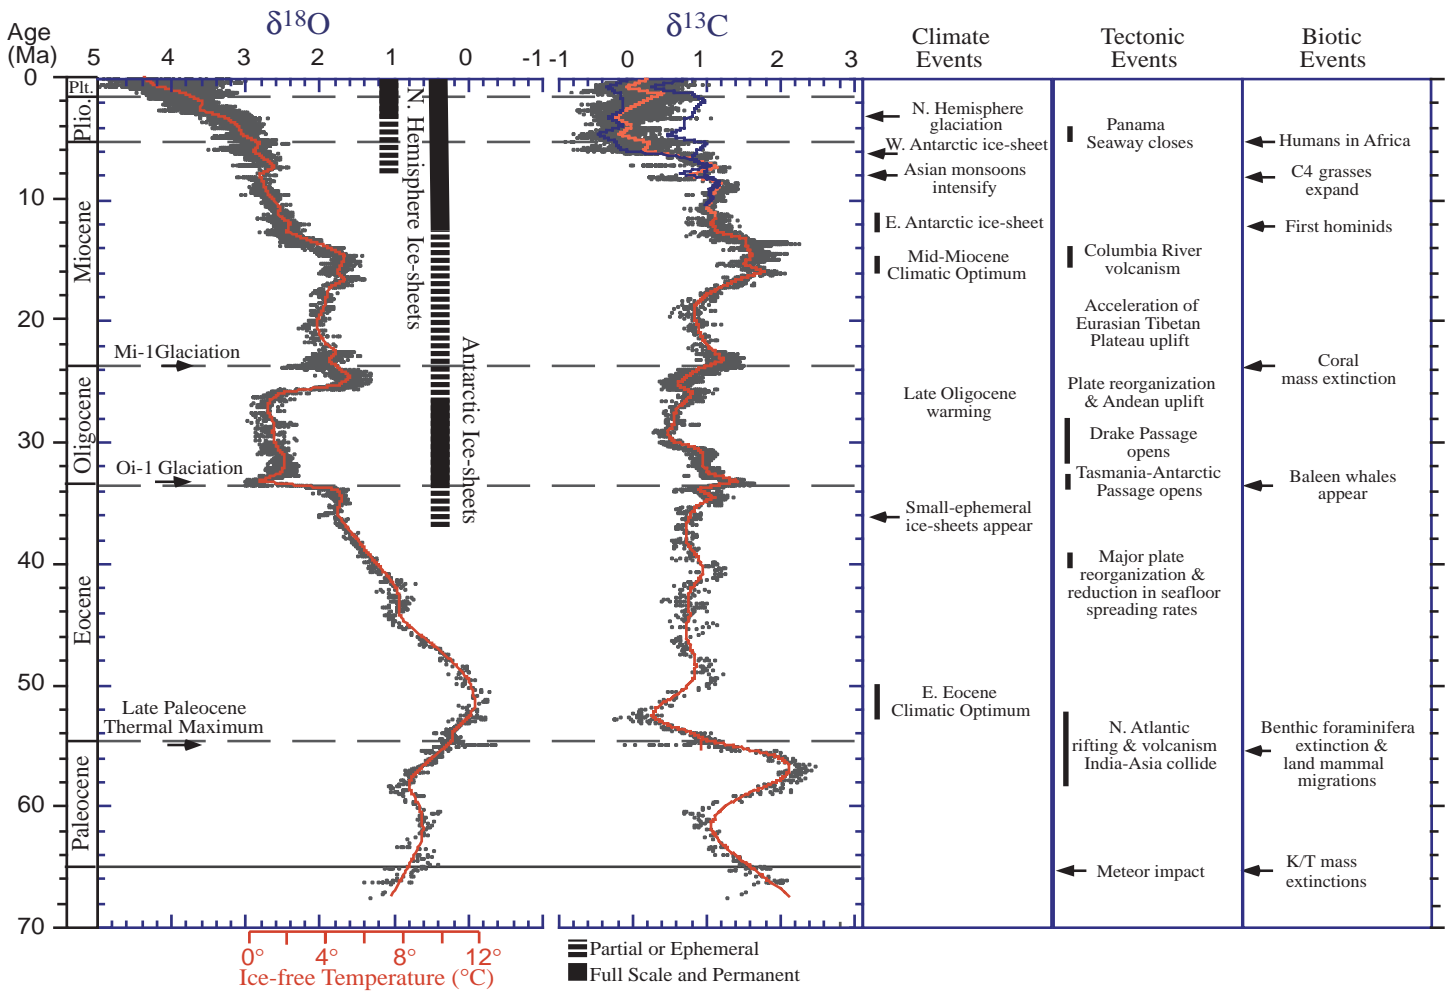 δ18O
δ13C
Age
(Ma)
5 4 3 2 1 0 -1
-1 0 1 2 3
Climate
Events
Tectonic
Events
Biotic
Events
0
10
20
30
40
50
60
70
Plt.
Plio.
Miocene
Oligocene
Eocene
Paleocene
Mi-1Glaciation
Oi-1 Glaciation
Late Paleocene
Thermal Maximum
N. Hemisphere Ice-sheets
Antarctic Ice-sheets
N. Hemisphere
glaciation
W. Antarctic ice-sheet
Asian monsoons
intensify
E. Antarctic ice-sheet
Mid-Miocene
Climatic Optimum
Late Oligocene
warming
Small-ephemeral
ice-sheets appear
E. Eocene
Climatic Optimum
Panama
Seaway closes
Columbia River
volcanism
Acceleration of
Eurasian Tibetan
Plateau uplift
Plate reorganization
& Andean uplift
Drake Passage
opens
Tasmania-Antarctic
Passage opens
Major plate
reorganization &
reduction in seafloor
spreading rates
N. Atlantic
rifting & volcanism
India-Asia collide
Meteor impact
Humans in Africa
C4 grasses
expand
First hominids
Coral
mass extinction
Baleen whales
appear
Benthic foraminifera
extinction &
land mammal
migrations
K/T mass
extinctions
0° 4° 8° 12°
Ice-free Temperature (°C)
Partial or Ephemeral
Full Scale and Permanent